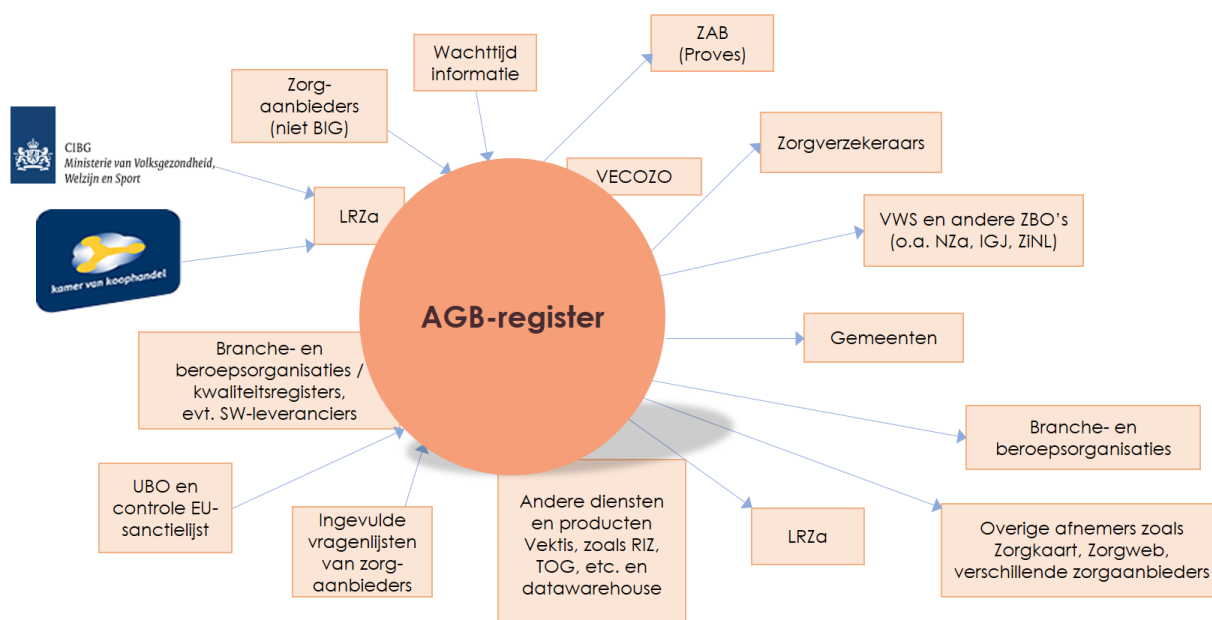 ZAB
(Proves)
Wachttijd
informatie
Zorg-
aanbieders
(niet BIG)
Zorgverzekeraars
CIBG
Ministerie van Volksgezondheid,
Welzijn en Sport
VECOZO
LRZa
VWS en andere ZBO's
(o.a. NZa, IGJ, ZiNL)
kamer van koophandel
AGB-register
Gemeenten
Branche- en
beroepsorganisaties /
kwaliteitsregisters,
evt. SW-leveranciers
Branche- en
beroepsorganisaties
UBO en
controle EU-
sanctielijst
Ingevulde
vragenlijsten
van zorg-
aanbieders
Andere diensten
en producten
Vektis, zoals RIZ,
TOG, etc. en
datawarehouse
LRZa
Overige afnemers zoals
Zorgkaart, Zorgweb,
verschillende zorgaanbieders